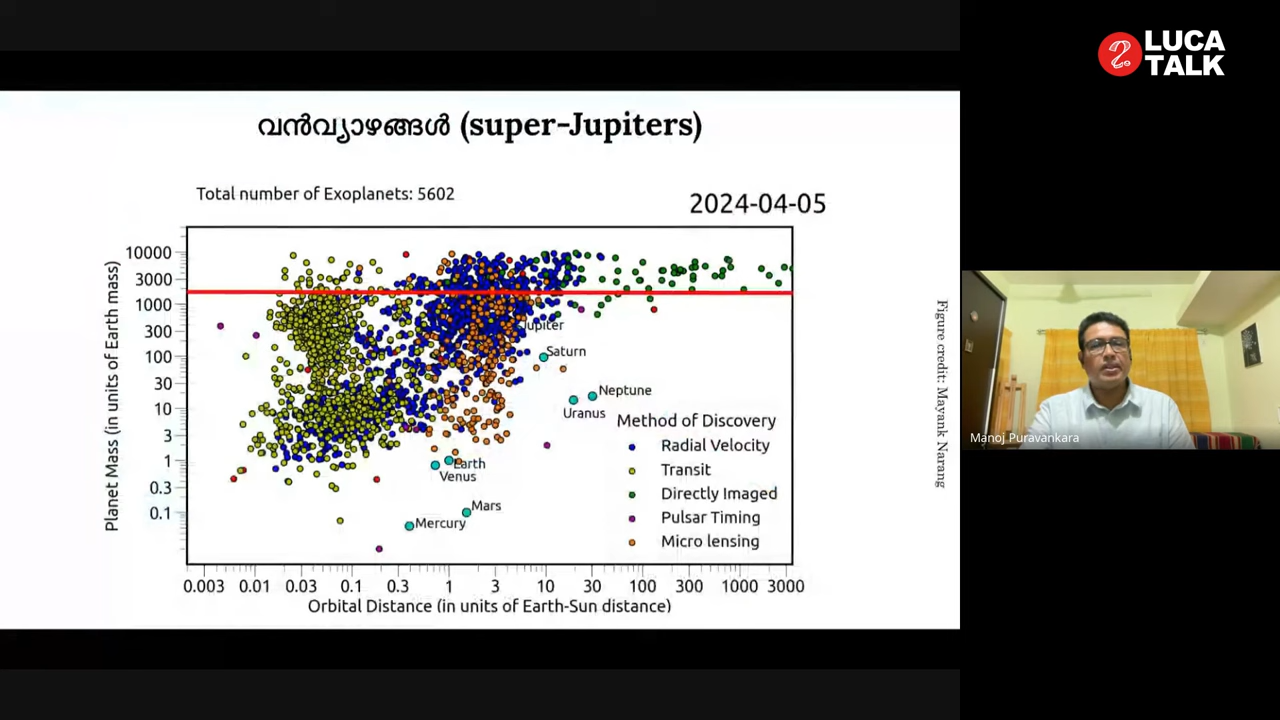 LUCA
TALK
വൻവ്യാഴങ്ങൾ (super-Jupiters)
Total number of Exoplanets: 5602
2024-04-05
Planet Mass (in units of Earth mass)
10000
3000
1000
300
100
30
10
3
1
0.3
0.1
Jupiter
Saturn
Neptune
Uranus
Earth
Venus
Mars
Mercury
Method of Discovery
Radial Velocity
Transit
Directly Imaged
Pulsar Timing
Micro lensing
0.003 0.01 0.03 0.1 0.3 1 3 10 30 100 300 1000 3000
Orbital Distance (in units of Earth-Sun distance)
Figure credit: Mayank Narang
Manoj Puravankara